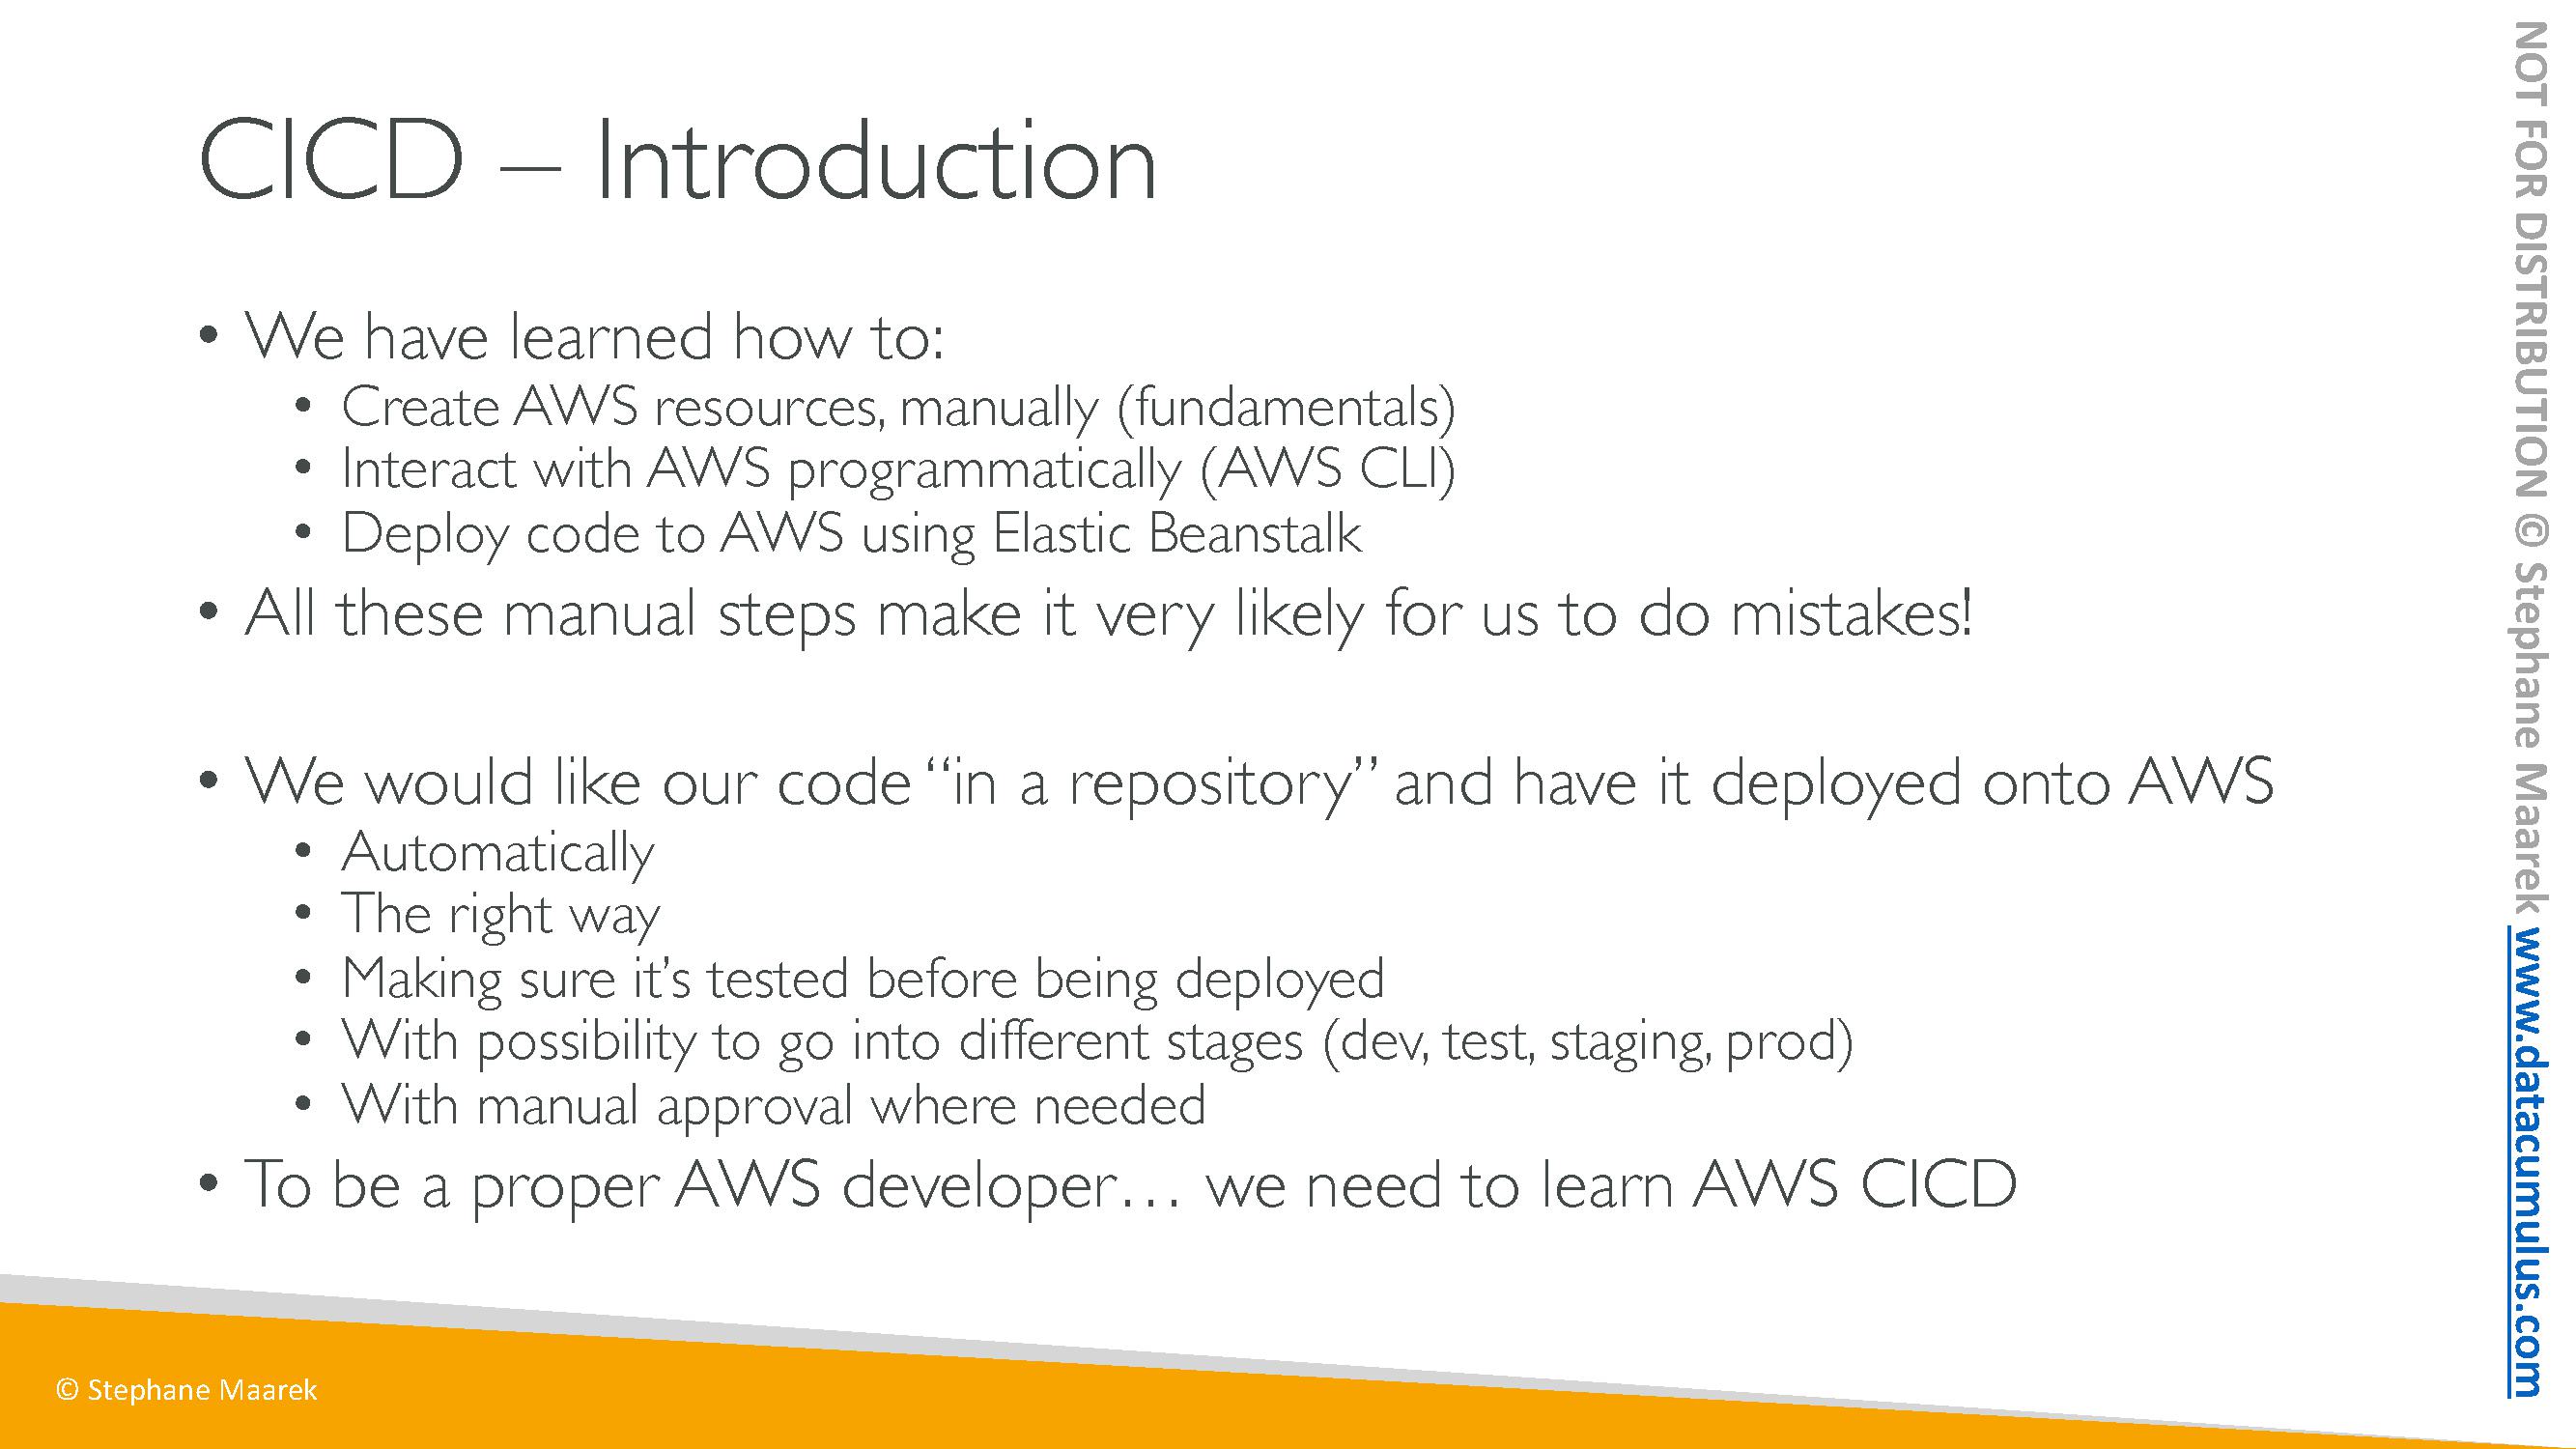 CICD – Introduction
• We have learned how to:
• Create AWS resources, manually (fundamentals)
• Interact with AWS programmatically (AWS CLI)
• Deploy code to AWS using Elastic Beanstalk
• All these manual steps make it very likely for us to do mistakes!
• We would like our code “in a repository” and have it deployed onto AWS
• Automatically
• The right way
• Making sure it’s tested before being deployed
• With possibility to go into different stages (dev, test, staging, prod)
• With manual approval where needed
• To be a proper AWS developer… we need to learn AWS CICD
© Stephane Maarek
NOT FOR DISTRIBUTION © Stephane Maarek www.datacumulus.com